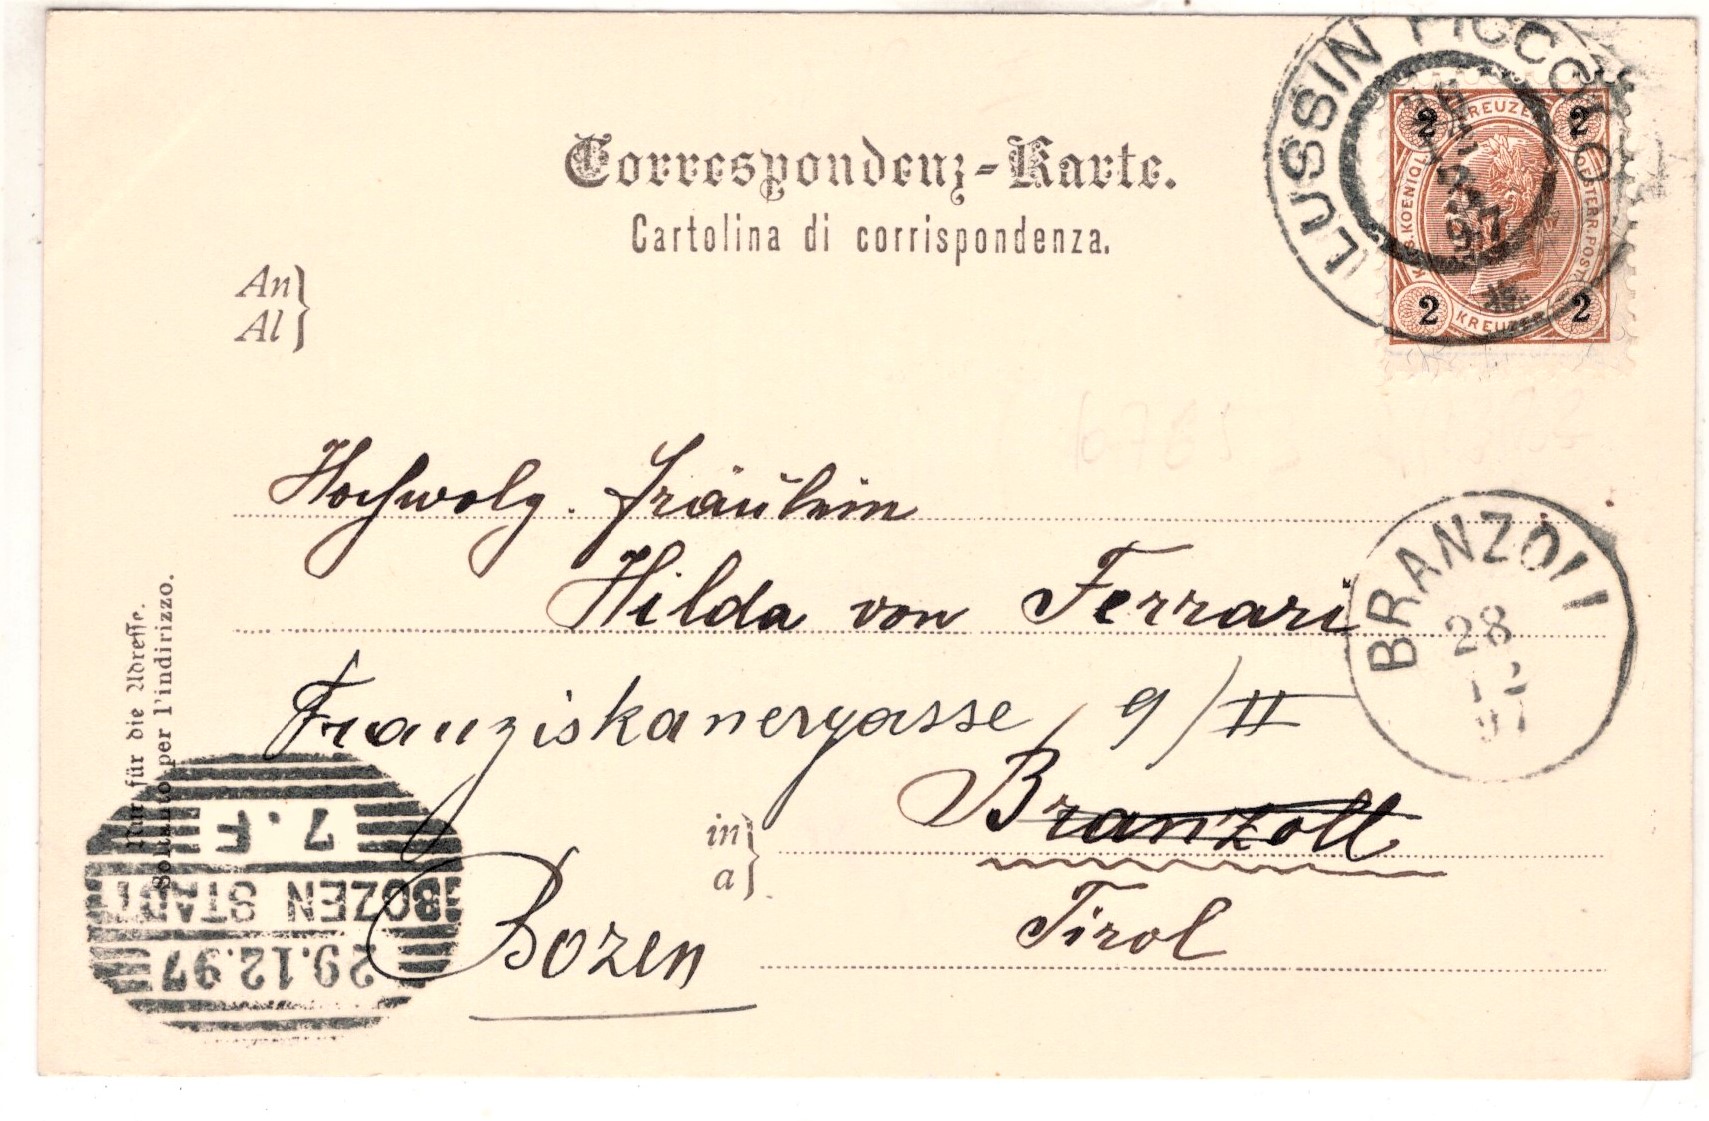 Correspondenz-Karte.
Cartolina di corrispondenza.
An
Al
LUSSIN PICCOLO
12
97
2 KREUZER 2
K.K.OESTERR.POST
2 KREUZER 2
Hochwolg. Fräulein
Hilda von Ferrari
Franziskanergasse 9/II
in
a
Branzoll
Tirol
Bozen
BRANZOLL
28
12
97
Nur für die Adresse.
Soltanto per l'indirizzo.
7.F
BOZEN STADT
29.12.97